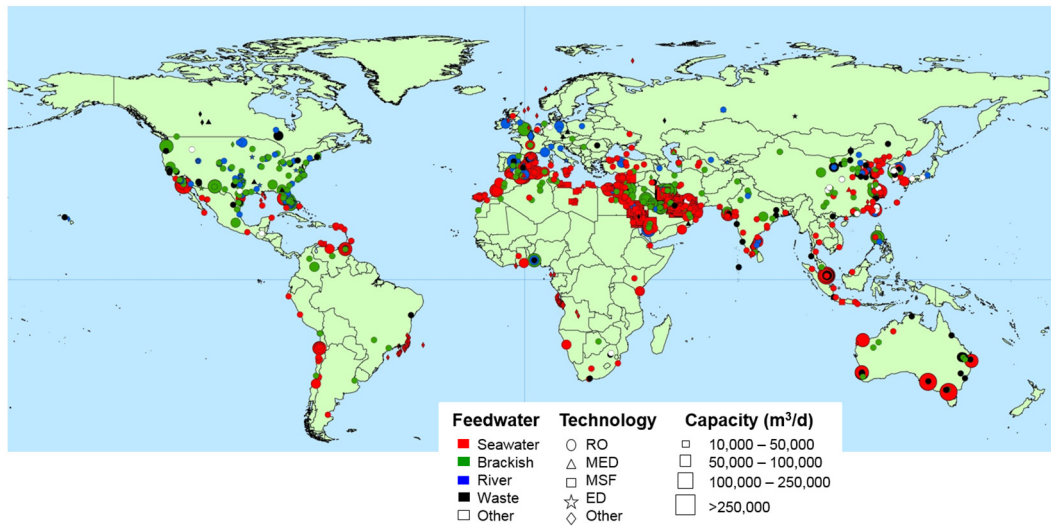 Feedwater
Seawater
Brackish
River
Waste
Other
Technology
RO
MED
MSF
ED
Other
Capacity (m³/d)
10,000 – 50,000
50,000 – 100,000
100,000 – 250,000
>250,000